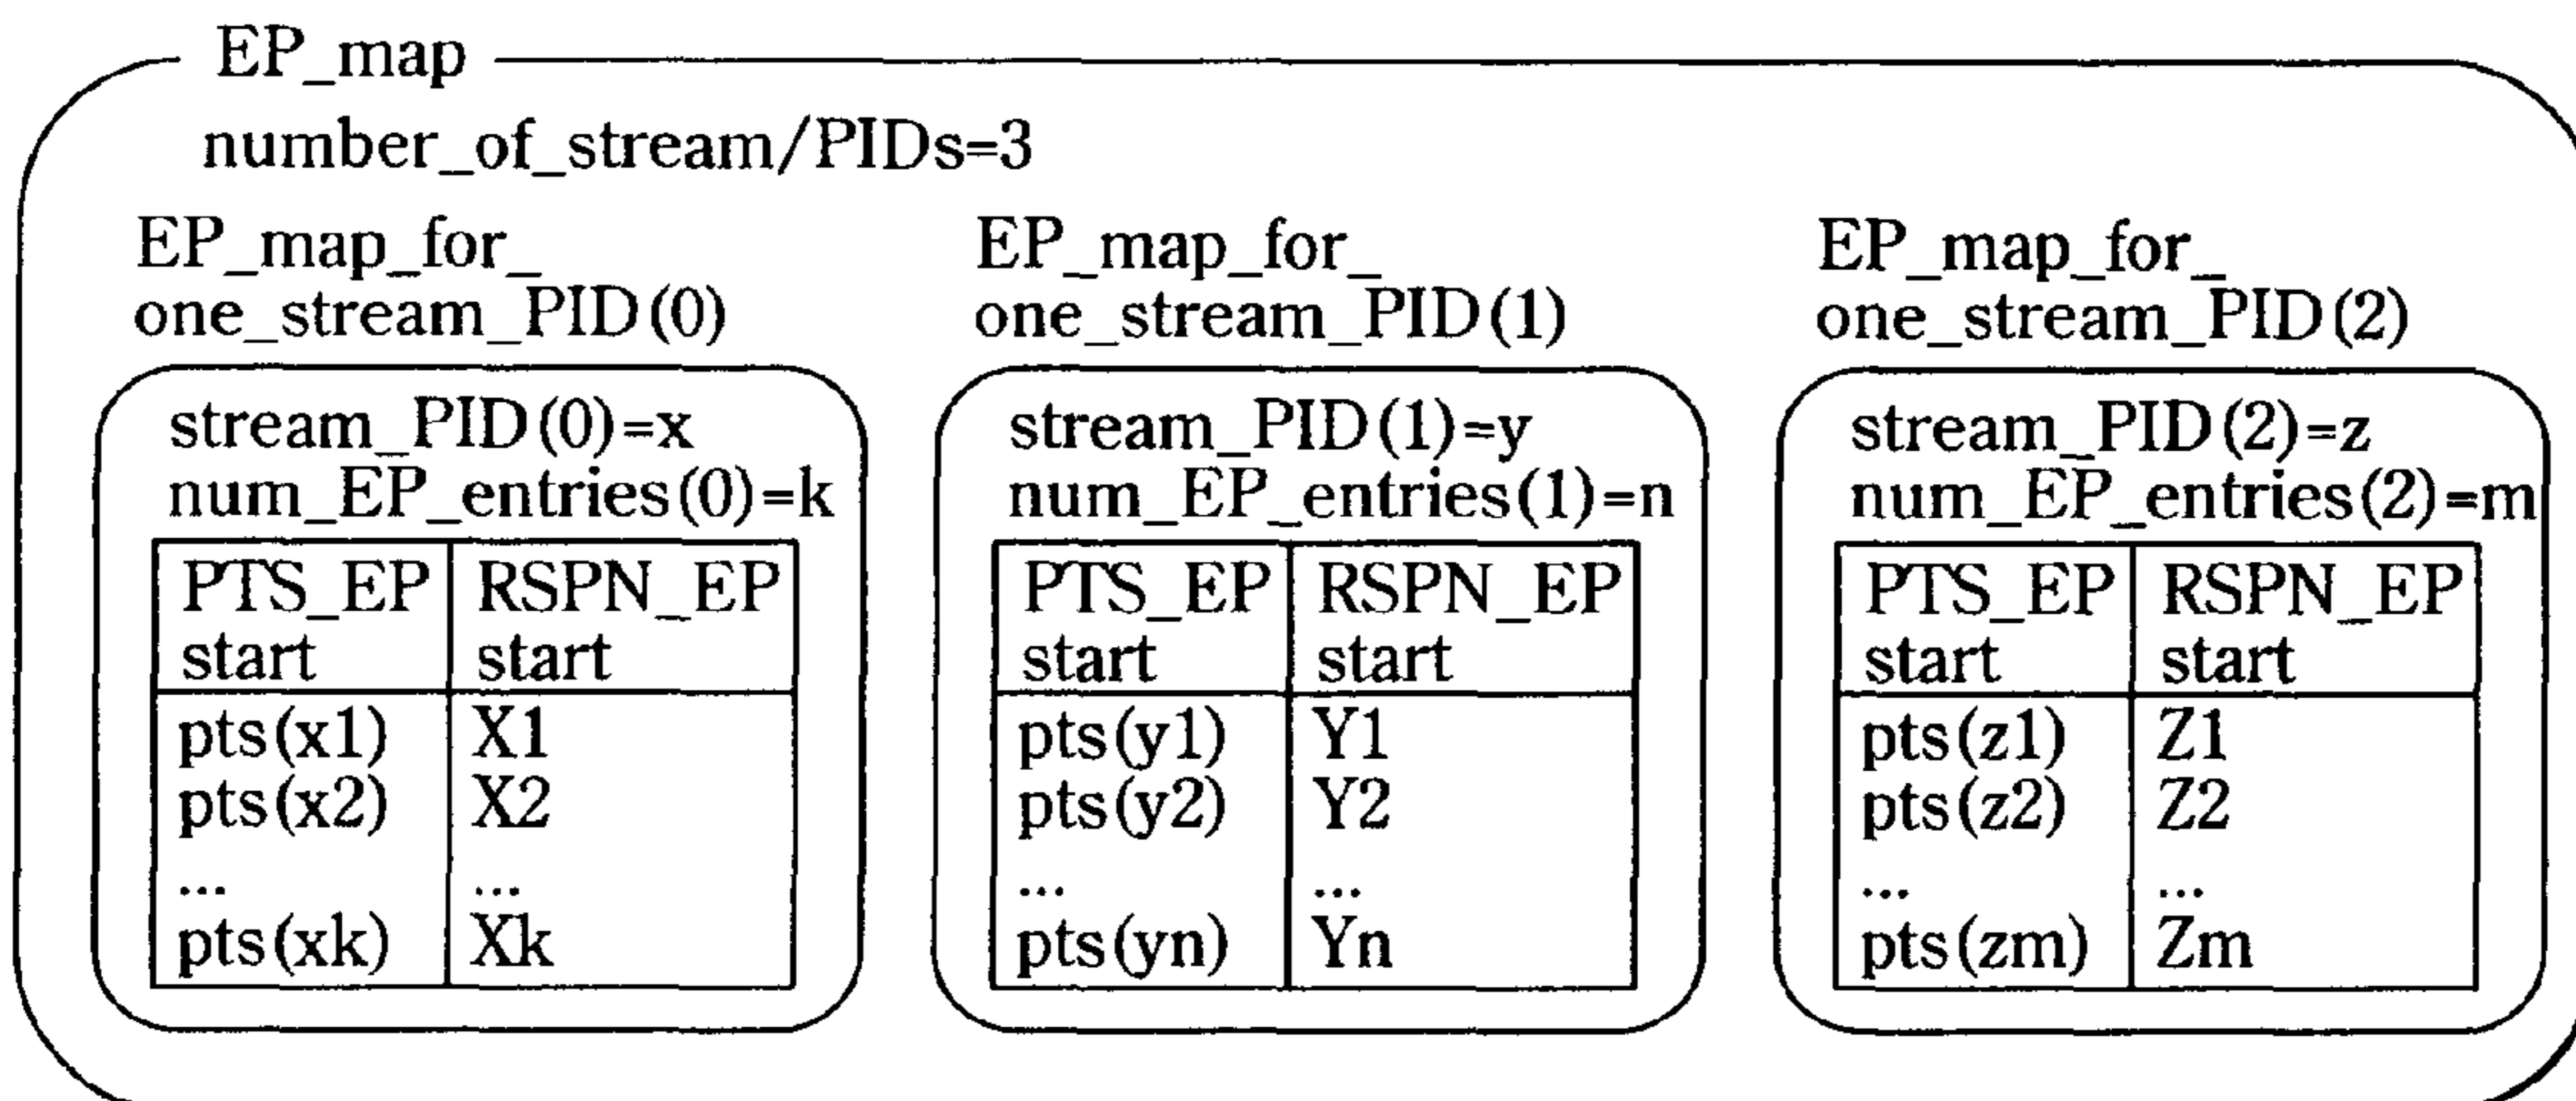 EP_map
number_of_stream/PIDs=3
EP_map_for_
one_stream_PID(0)
stream_PID(0)=x
num_EP_entries(0)=k
PTS_EP RSPN_EP
start start
pts(x1) X1
pts(x2) X2
... ...
pts(xk) Xk
EP_map_for_
one_stream_PID(1)
stream_PID(1)=y
num_EP_entries(1)=n
PTS_EP RSPN_EP
start start
pts(y1) Y1
pts(y2) Y2
... ...
pts(yn) Yn
EP_map_for_
one_stream_PID(2)
stream_PID(2)=z
num_EP_entries(2)=m
PTS_EP RSPN_EP
start start
pts(z1) Z1
pts(z2) Z2
... ...
pts(zm) Zm